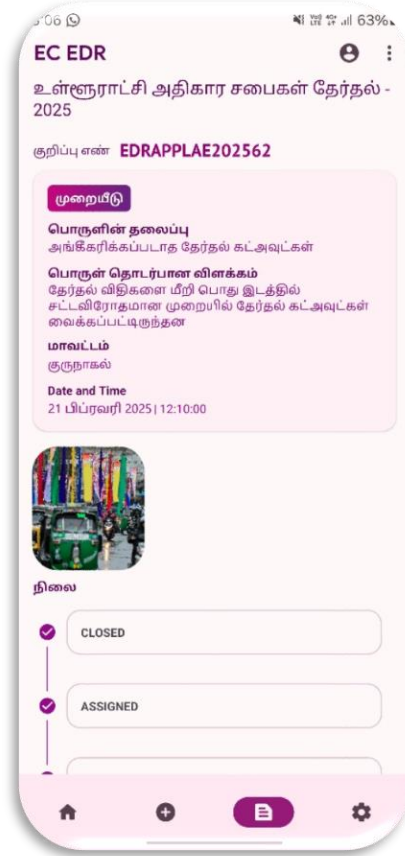 EC EDR
உள்ளூராட்சி அதிகார சபைகள் தேர்தல் -
2025
குறிப்பு எண் EDRAPPLAE202562
முறையீடு
பொருளின் தலைப்பு
அங்கீகரிக்கப்படாத தேர்தல் கட்அவுட்கள்
பொருள் தொடர்பான விளக்கம்
தேர்தல் விதிகளை மீறி பொது இடத்தில்
சட்டவிரோதமான முறையில் தேர்தல் கட்அவுட்கள்
வைக்கப்பட்டிருந்தன
மாவட்டம்
குருநாகல்
Date and Time
21 பிப்ரவரி 2025| 12:10:00
நிலை
CLOSED
ASSIGNED